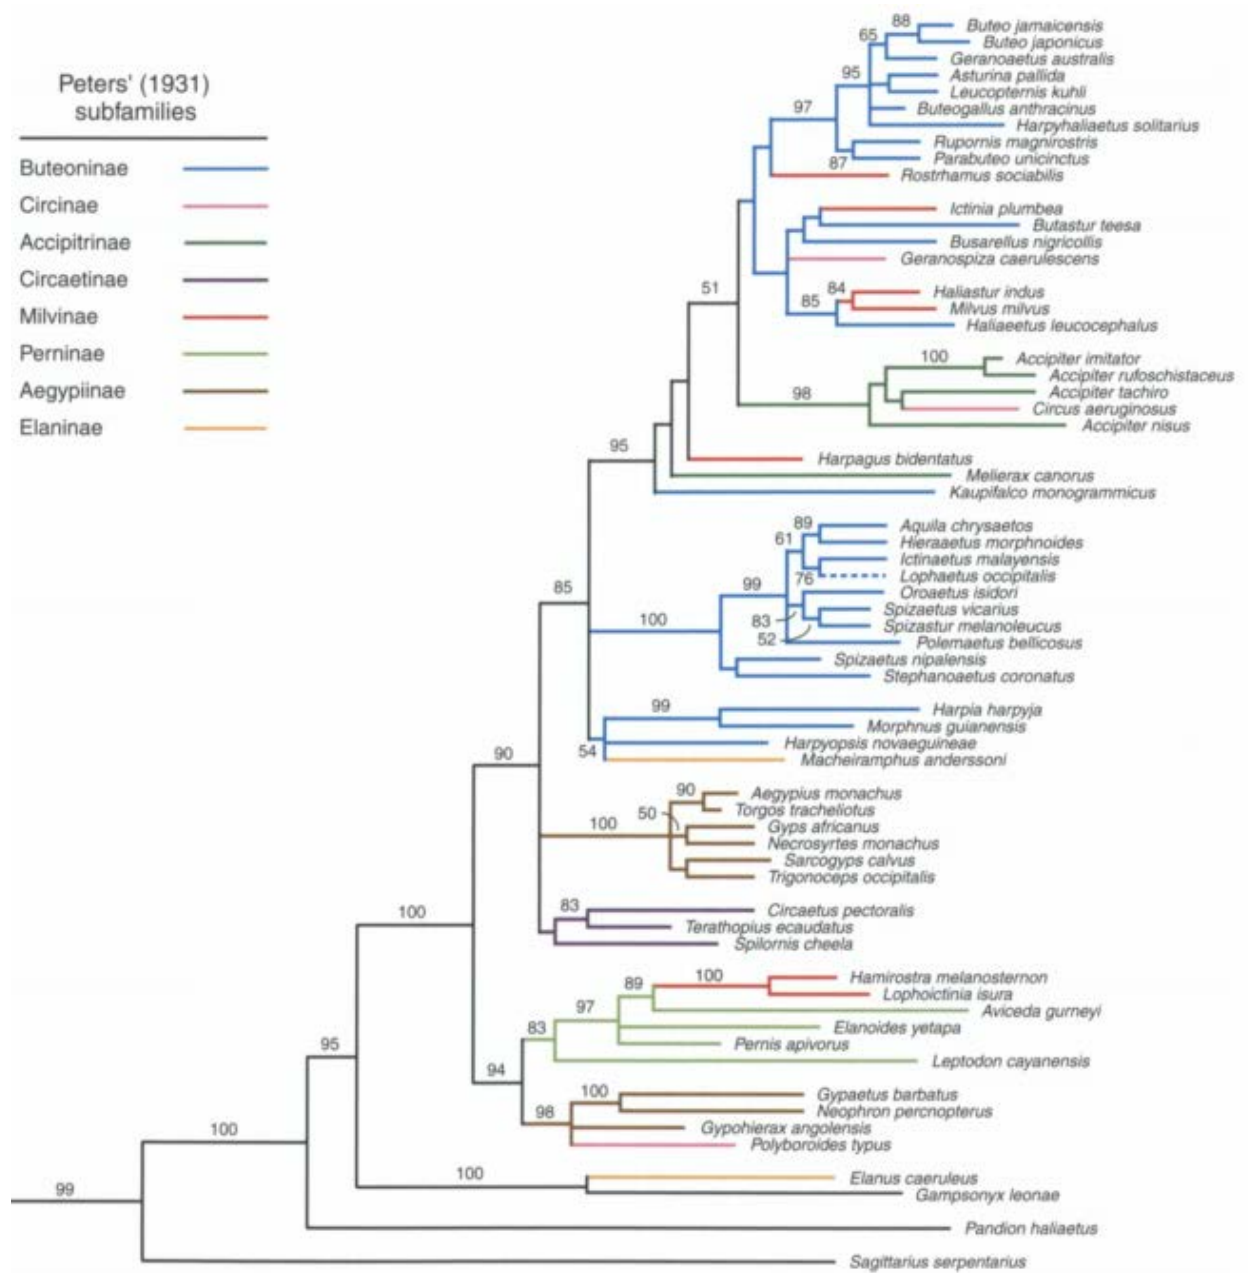 Peters' (1931)
subfamilies
Buteoninae
Circinae
Accipitrinae
Circaetinae
Milvinae
Perninae
Aegypiinae
Elaninae
88
Buteo jamaicensis
65
Buteo japonicus
Geranoaetus australis
95
Asturina pallida
Leucopternis kuhli
97
Buteogallus anthracinus
Harpyhaliaetus solitarius
Rupornis magnirostris
87
Parabuteo unicinctus
Rostrhamus sociabilis
Ictinia plumbea
Butastur teesa
Busarellus nigricollis
Geranospiza caerulescens
51
84
Haliastur indus
85
Milvus milvus
Haliaeetus leucocephalus
100
Accipiter imitator
Accipiter rufoschistaceus
98
Accipiter tachiro
Circus aeruginosus
Accipiter nisus
95
Harpagus bidentatus
Melierax canorus
Kaupifalco monogrammicus
89
Aquila chrysaetos
61
Hieraaetus morphnoides
Ictinaetus malayensis
76
Lophaetus occipitalis
85
99
Oroaetus isidori
100
83
Spizaetus vicarius
52
Spizastur melanoleucus
Polemaetus bellicosus
Spizaetus nipalensis
Stephanoaetus coronatus
99
Harpia harpyja
Morphnus guianensis
90
54
Harpyopsis novaeguineae
Macheiramphus anderssoni
90
Aegypius monachus
50
Torgos tracheliotus
100
Gyps africanus
Necrosyrtes monachus
Sarcogyps calvus
Trigonoceps occipitalis
100
83
Circaetus pectoralis
Terathopius ecaudatus
Spilornis cheela
89
100
Hamirostra melanosternon
Lophoictinia isura
97
Aviceda gurneyi
83
Elanoides yetapa
Pernis apivorus
95
94
Leptodon cayanensis
100
Gypaetus barbatus
98
Neophron percnopterus
Gypohierax angolensis
100
Polyboroides typus
100
Elanus caeruleus
99
Gampsonyx leonae
Pandion haliaetus
Sagittarius serpentarius